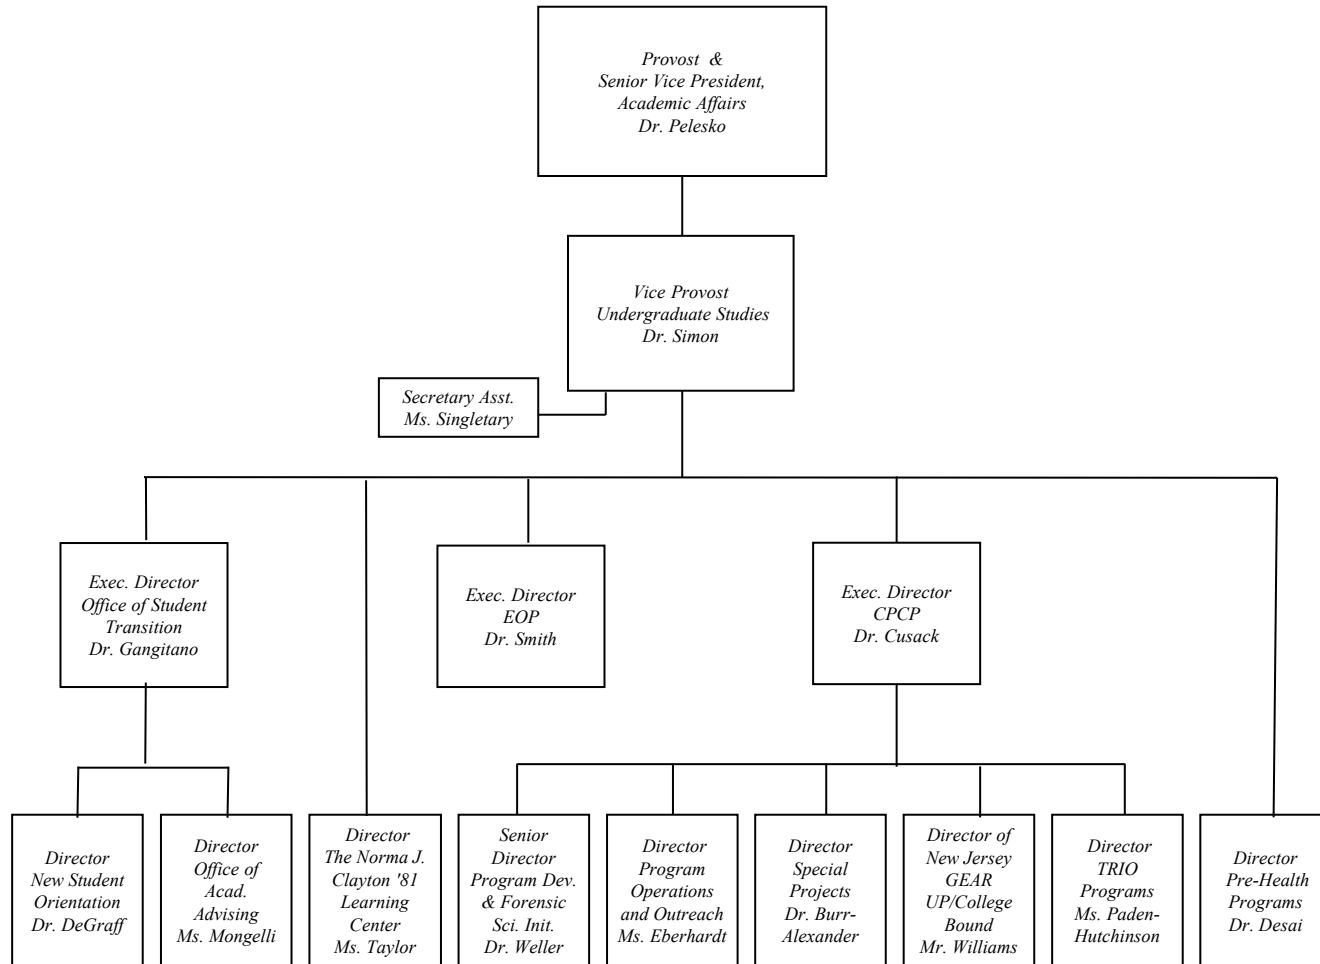 Provost &
Senior Vice President,
Academic Affairs
Dr. Pelesko
Vice Provost
Undergraduate Studies
Dr. Simon
Secretary Asst.
Ms. Singletary
Exec. Director
Office of Student
Transition
Dr. Gangitano
Exec. Director
EOP
Dr. Smith
Exec. Director
CPCP
Dr. Cusack
Director
New Student
Orientation
Dr. DeGraff
Director
Office of
Acad.
Advising
Ms. Mongelli
Director
The Norma J.
Clayton '81
Learning
Center
Ms. Taylor
Senior
Director
Program Dev.
& Forensic
Sci. Init.
Dr. Weller
Director
Program
Operations
and Outreach
Ms. Eberhardt
Director
Special
Projects
Dr. Burr-
Alexander
Director of
New Jersey
GEAR
UP/College
Bound
Mr. Williams
Director
TRIO
Programs
Ms. Paden-
Hutchinson
Director
Pre-Health
Programs
Dr. Desai